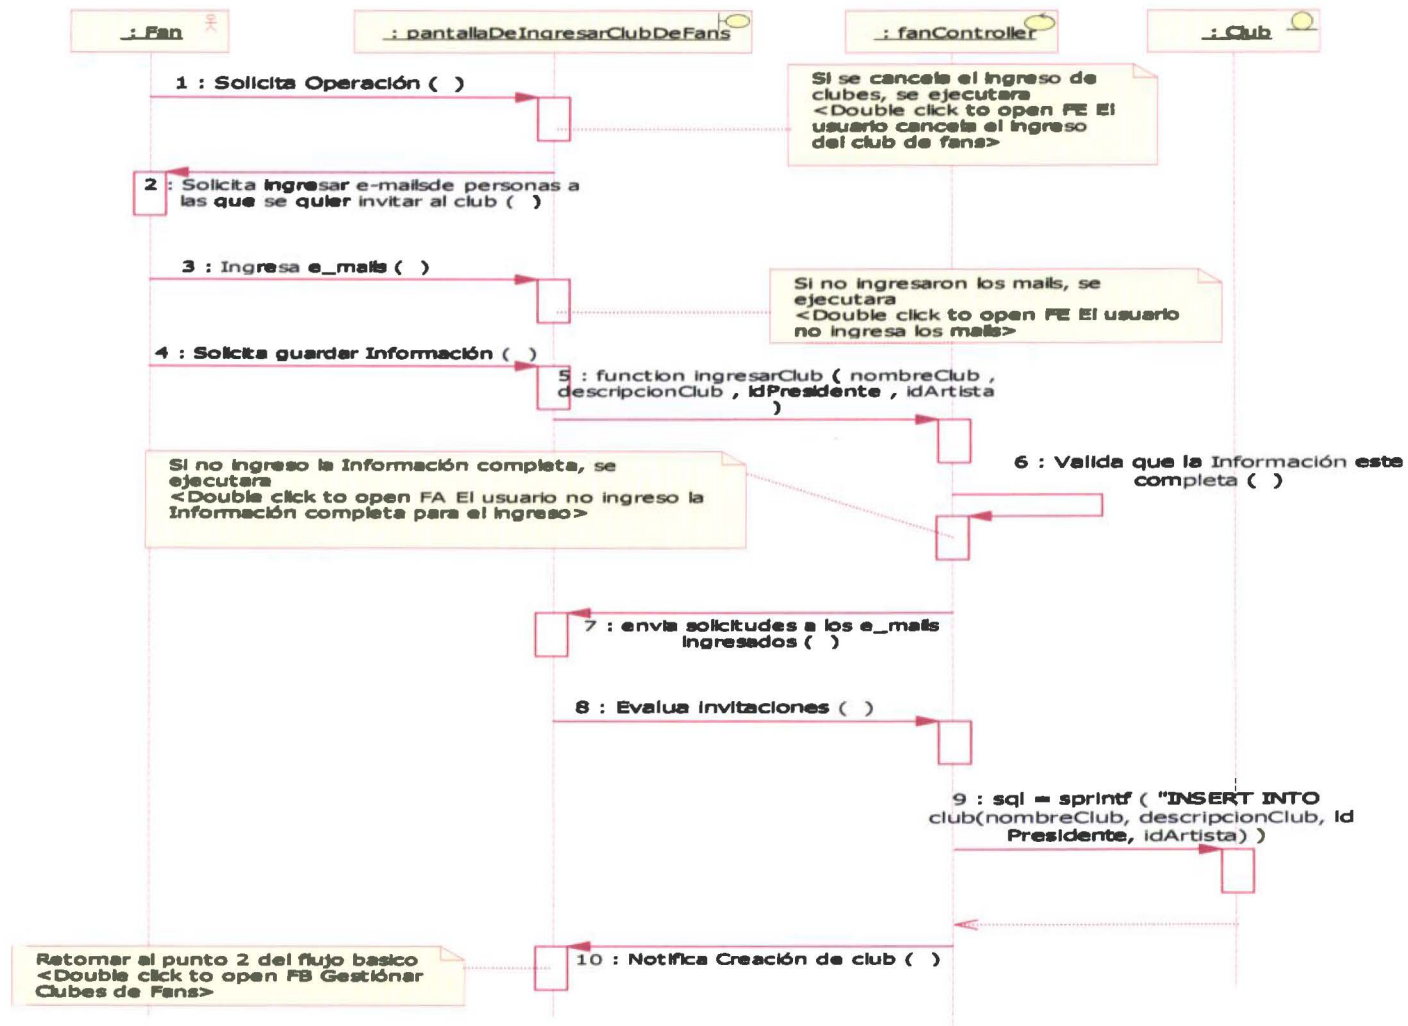 : Fan
: pantallaDeIngresarClubDeFans
: fanController
: Club
1 : Solicita Operación ( )
Si se cancela el ingreso de
clubes, se ejecutara
<Double click to open FE El
usuario cancela el ingreso
del club de fans>
2 : Solicita ingresar e-mailsde personas a
las que se quier invitar al club ( )
3 : Ingresa e_mails ( )
Si no ingresaron los mails, se
ejecutara
<Double click to open FE El usuario
no ingresa los mails>
4 : Solicita guardar Información ( )
5 : function ingresarClub ( nombreClub ,
descripcionClub , idPresidente , idArtista
)
Si no ingreso la Información completa, se
ejecutara
<Double click to open FA El usuario no ingreso la
Información completa para el ingreso>
6 : Valida que la Información este
completa ( )
7 : envia solicitudes a los e_mails
ingresados ( )
8 : Evalua invitaciones ( )
9 : sql = sprintf ( "INSERT INTO
club(nombreClub, descripcionClub, id
Presidente, idArtista) )
10 : Notifica Creación de club ( )
Retornar al punto 2 del flujo basico
<Double click to open FB Gestiónar
Clubes de Fans>